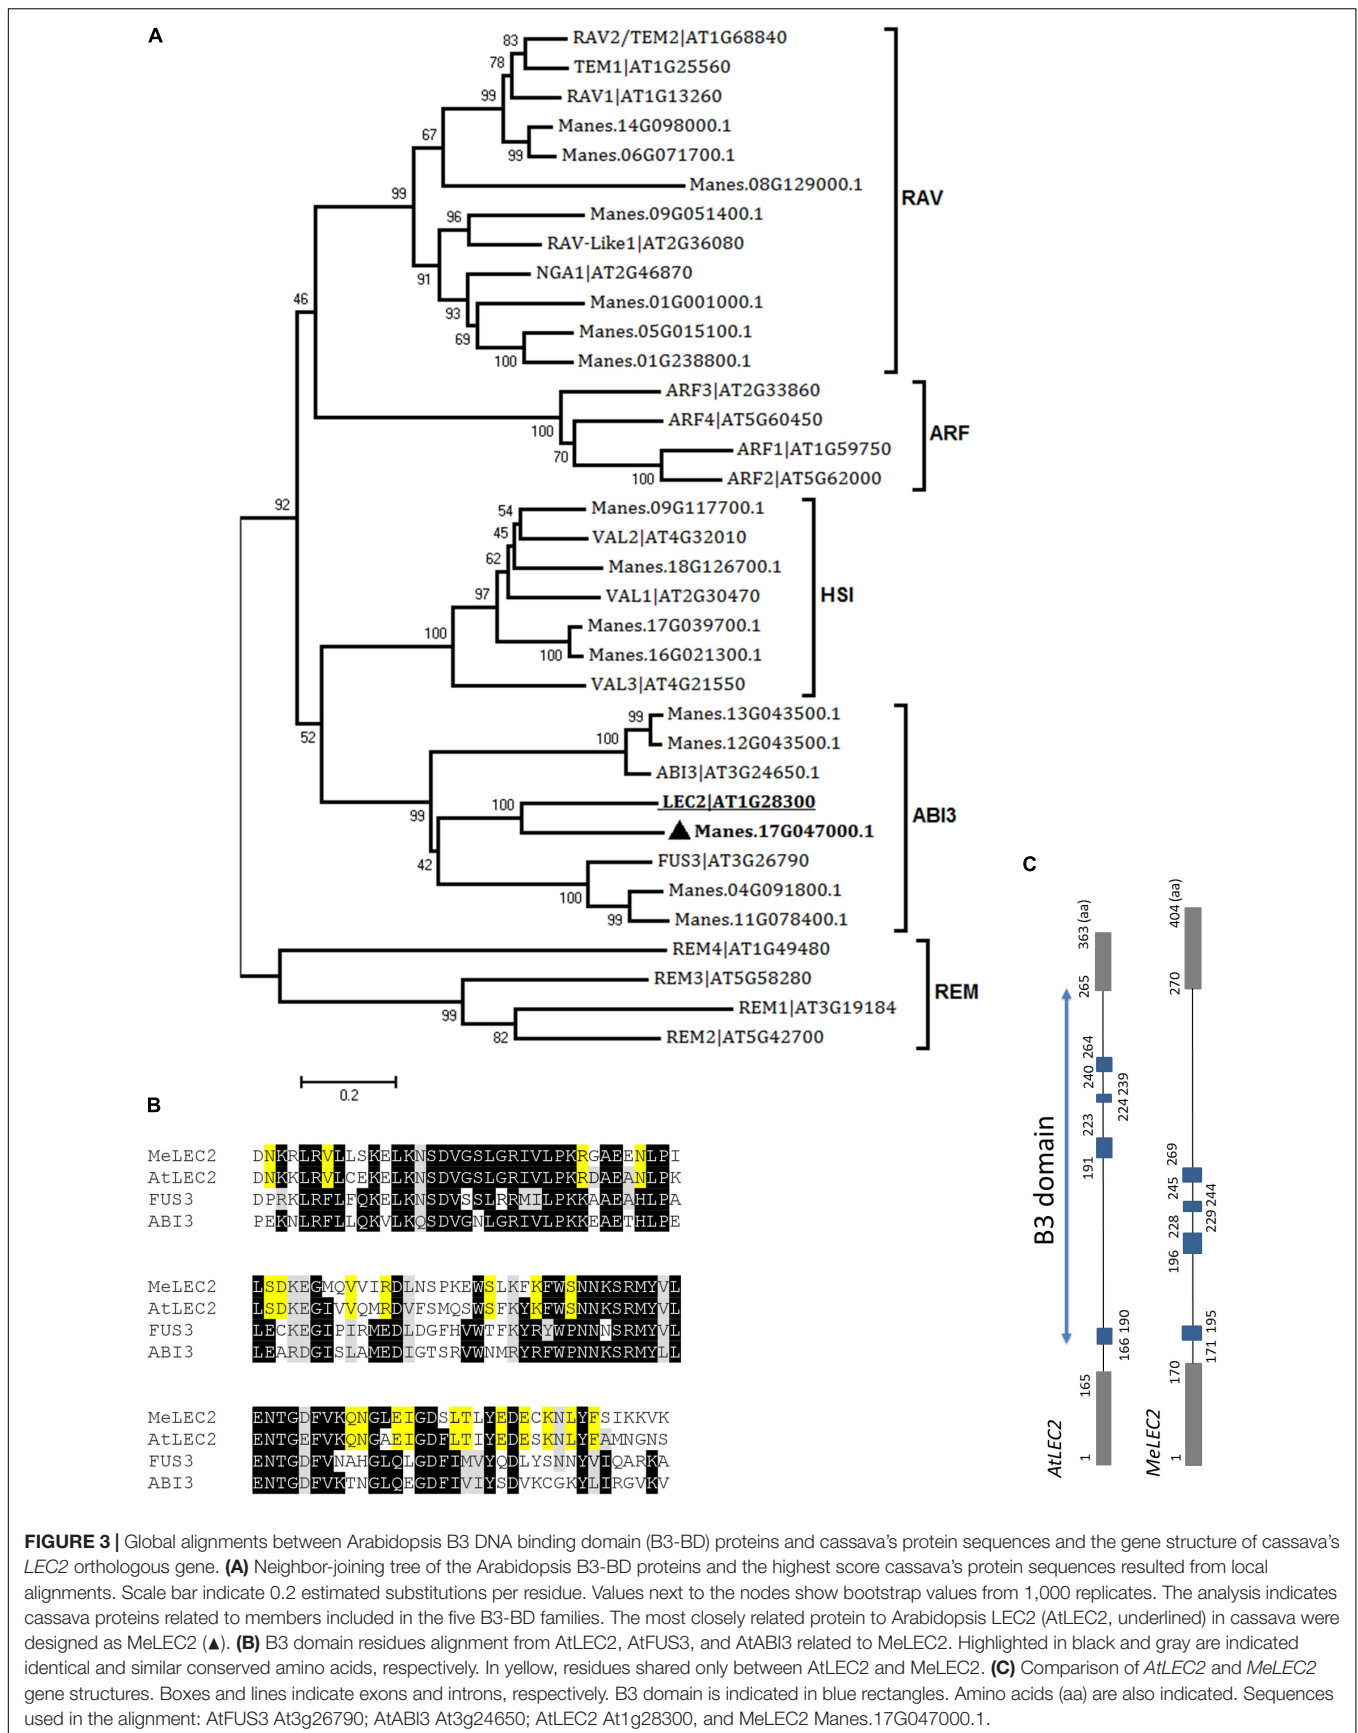 A
83
RAV2/TEM2|AT1G68840
78
TEM1|AT1G25560
99
RAV1|AT1G13260
Manes.14G098000.1
67
99
Manes.06G071700.1
99
Manes.08G129000.1
RAV
96
Manes.09G051400.1
RAV-Like1|AT2G36080
91
NGA1|AT2G46870
46
93
Manes.01G001000.1
69
Manes.05G015100.1
100
Manes.01G238800.1
ARF3|AT2G33860
100
ARF4|AT5G60450
ARF
70
ARF1|AT1G59750
100
ARF2|AT5G62000
92
54
Manes.09G117700.1
45
VAL2|AT4G32010
62
Manes.18G126700.1
97
VAL1|AT2G30470
HSI
100
Manes.17G039700.1
100
Manes.16G021300.1
VAL3|AT4G21550
52
99
Manes.13G043500.1
100
Manes.12G043500.1
ABI3|AT3G24650.1
99
100
LEC2|AT1G28300
ABI3
▲ Manes.17G047000.1
42
FUS3|AT3G26790
100
Manes.04G091800.1
99
Manes.11G078400.1
REM4|AT1G49480
REM3|AT5G58280
REM
99
REM1|AT3G19184
82
REM2|AT5G42700
0.2
B
MeLEC2 DNKRLRVLLSKELKNSDVGSLGRIVLPKRGAEENLPI
AtLEC2 DNKKLRVLCEKELKNSDVGSLGRIVLPKRDAEANLPK
FUS3 DPRKLRFLFQKELKNSDVSSLRRMILPKKAAEAHLPA
ABI3 PEKNLRFLLQKVLKQSDVGNLGRIVLPKKEAETHLPE
MeLEC2 LSDKEGMQVVIRDLNSPKEWSLKFKFWSNNKSRMYVL
AtLEC2 LSDKEGIVVQMRDVFSMQSWSFKYKFWSNNKSRMYVL
FUS3 LECKEGIPIRMEDLDGFHVWTFKYRYWPNNNSRMYVL
ABI3 LEARDGISLAMEDIGTSRVWNMRYRFWPNNKSRMYLL
MeLEC2 ENTGDFVKQNGLEIGDSLTLYEDECKNLYFSIKKVK
AtLEC2 ENTGEFVKQNGAEIGDFLTIYEDESKNLYFAMNGNS
FUS3 ENTGDFVNAHGLQLGDFIMVYQDLYSNNYVIQARKA
ABI3 ENTGDFVKTNGLQEGDFIVIYSDVKCGKYLIRGVKV
C
B3 domain
AtLEC2
1
165
166 190
191
223
224 239
240
264
265
363 (aa)
MeLEC2
1
170
171 195
196
228
229 244
245
269
270
404 (aa)
FIGURE 3 | Global alignments between Arabidopsis B3 DNA binding domain (B3-BD) proteins and cassava's protein sequences and the gene structure of cassava's
LEC2 orthologous gene. (A) Neighbor-joining tree of the Arabidopsis B3-BD proteins and the highest score cassava's protein sequences resulted from local
alignments. Scale bar indicate 0.2 estimated substitutions per residue. Values next to the nodes show bootstrap values from 1,000 replicates. The analysis indicates
cassava proteins related to members included in the five B3-BD families. The most closely related protein to Arabidopsis LEC2 (AtLEC2, underlined) in cassava were
designed as MeLEC2 (▲). (B) B3 domain residues alignment from AtLEC2, AtFUS3, and AtABI3 related to MeLEC2. Highlighted in black and gray are indicated
identical and similar conserved amino acids, respectively. In yellow, residues shared only between AtLEC2 and MeLEC2. (C) Comparison of AtLEC2 and MeLEC2
gene structures. Boxes and lines indicate exons and introns, respectively. B3 domain is indicated in blue rectangles. Amino acids (aa) are also indicated. Sequences
used in the alignment: AtFUS3 At3g26790; AtABI3 At3g24650; AtLEC2 At1g28300, and MeLEC2 Manes.17G047000.1.